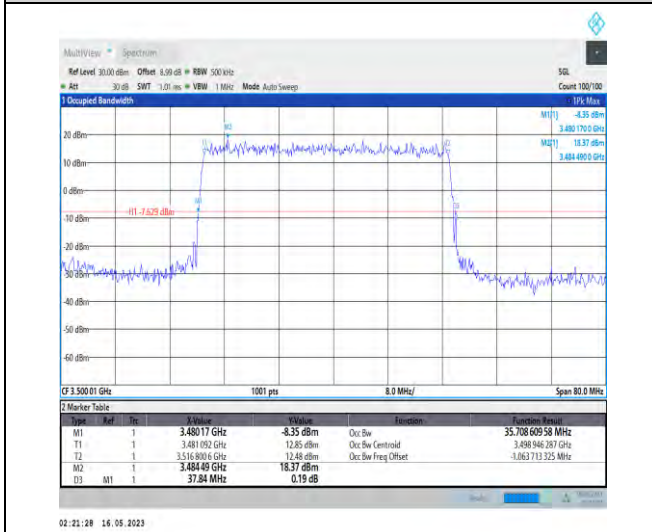 MultiView Spectrum
Ref Level 30.00 dBm Offset 8.99 dB RBW 500 kHz SGL
Att 30 dB SWT 1.01 ms VBW 1 MHz Mode Auto Sweep Count 100/100
1 Occupied Bandwidth 1Pk Max
M1[1] -8.35 dBm
3.480 170 0 GHz
M2[1] 18.37 dBm
3.484 490 0 GHz
M2
T1
T2
20 dBm
10 dBm
0 dBm
M1
D3
H1 -7.629 dBm
-10 dBm
-20 dBm
-30 dBm
-40 dBm
-50 dBm
-60 dBm
CF 3.500 01 GHz 1001 pts 8.0 MHz/ Span 80.0 MHz
2 Marker Table
Type Ref Trc X-Value Y-Value Function Function Result
M1 1 3.480 17 GHz -8.35 dBm Occ Bw 35.708 609 58 MHz
T1 1 3.481 092 GHz 12.85 dBm Occ Bw Centroid 3.498 946 287 GHz
T2 1 3.516 800 6 GHz 12.48 dBm Occ Bw Freq Offset -1.063 713 325 MHz
M2 1 3.484 49 GHz 18.37 dBm
D3 M1 1 37.84 MHz 0.19 dB
02:21:28 16.05.2023